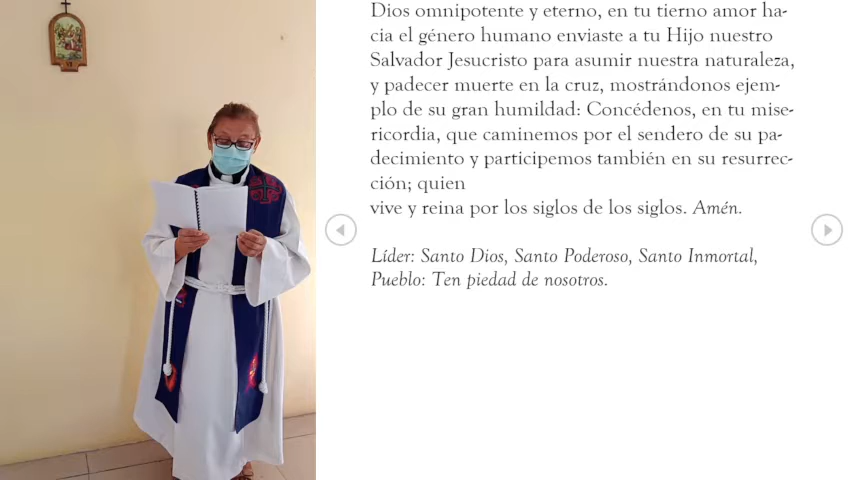 Dios omnipotente y eterno, en tu tierno amor ha-
cia el género humano enviaste a tu Hijo nuestro
Salvador Jesucristo para asumir nuestra naturaleza,
y padecer muerte en la cruz, mostrándonos ejem-
plo de su gran humildad: Concédenos, en tu mise-
ricordia, que caminemos por el sendero de su pa-
decimiento y participemos también en su resurrec-
ción; quien
vive y reina por los siglos de los siglos. Amén.
Líder: Santo Dios, Santo Poderoso, Santo Inmortal,
Pueblo: Ten piedad de nosotros.